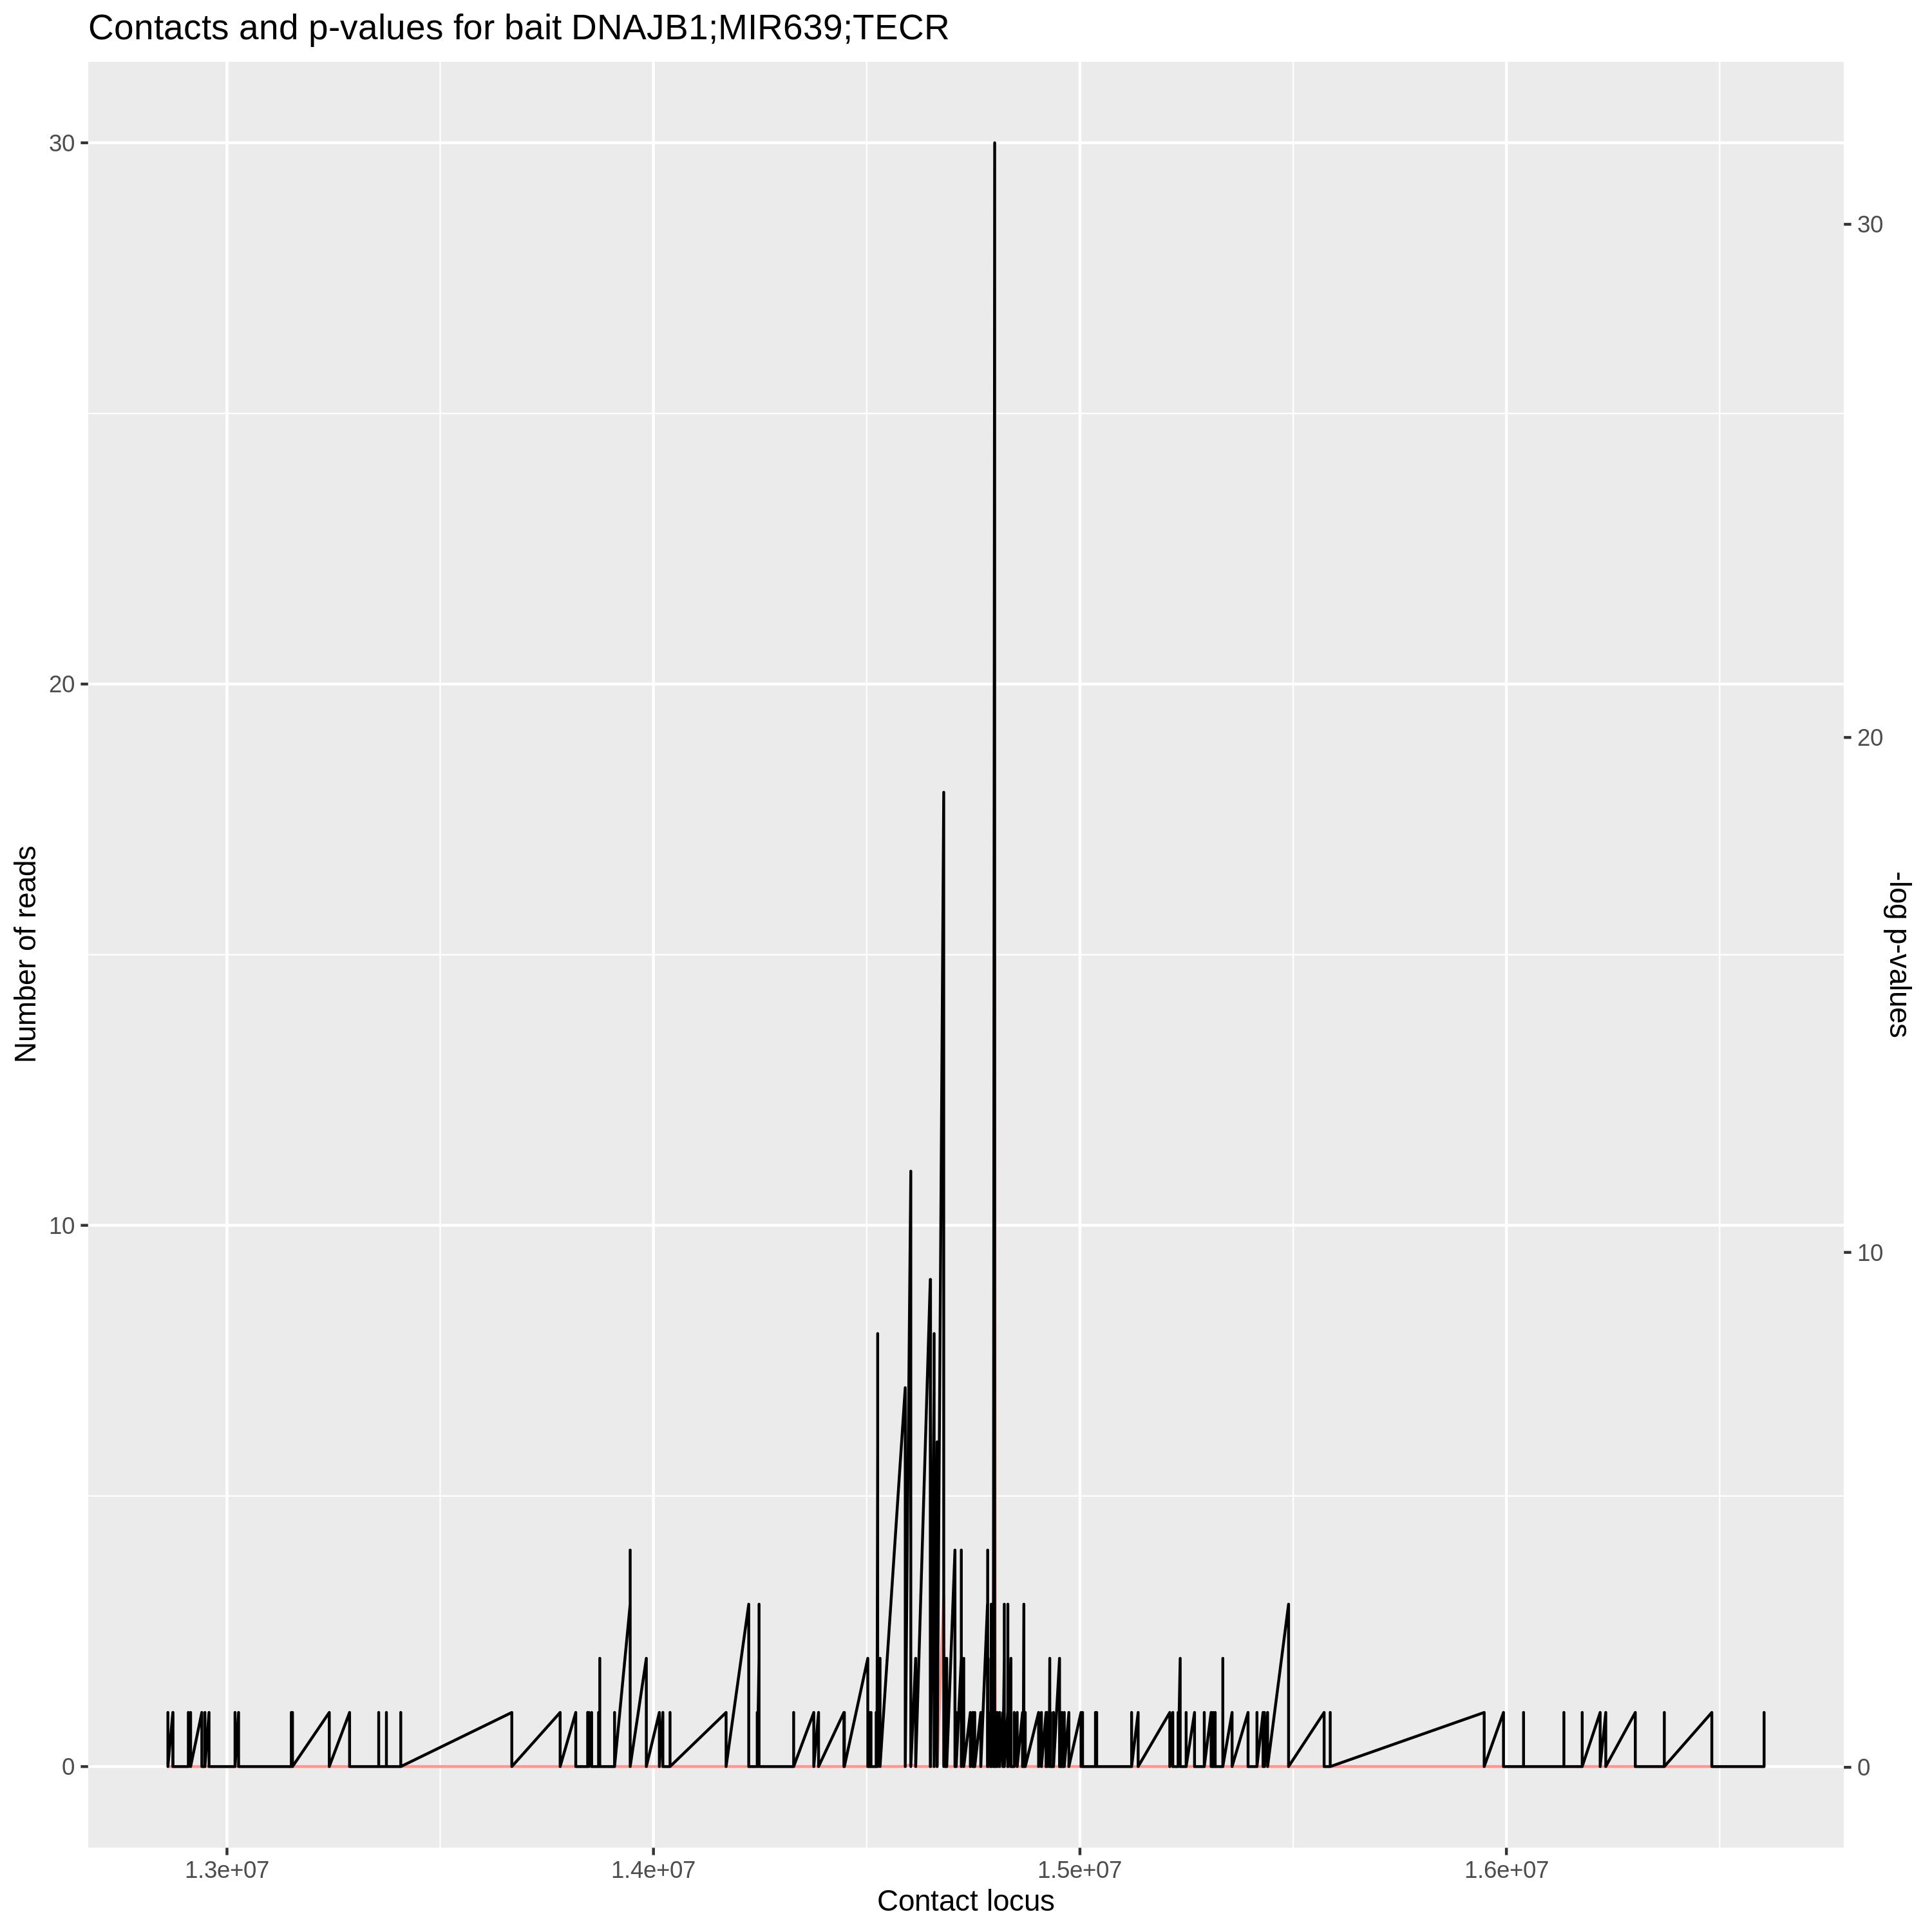 Contacts and p-values for bait DNAJB1;MIR639;TECR
30
20
10
0
Number of reads
30
20
10
0
-log p-values
1.3e+07
1.4e+07
1.5e+07
1.6e+07
Contact locus